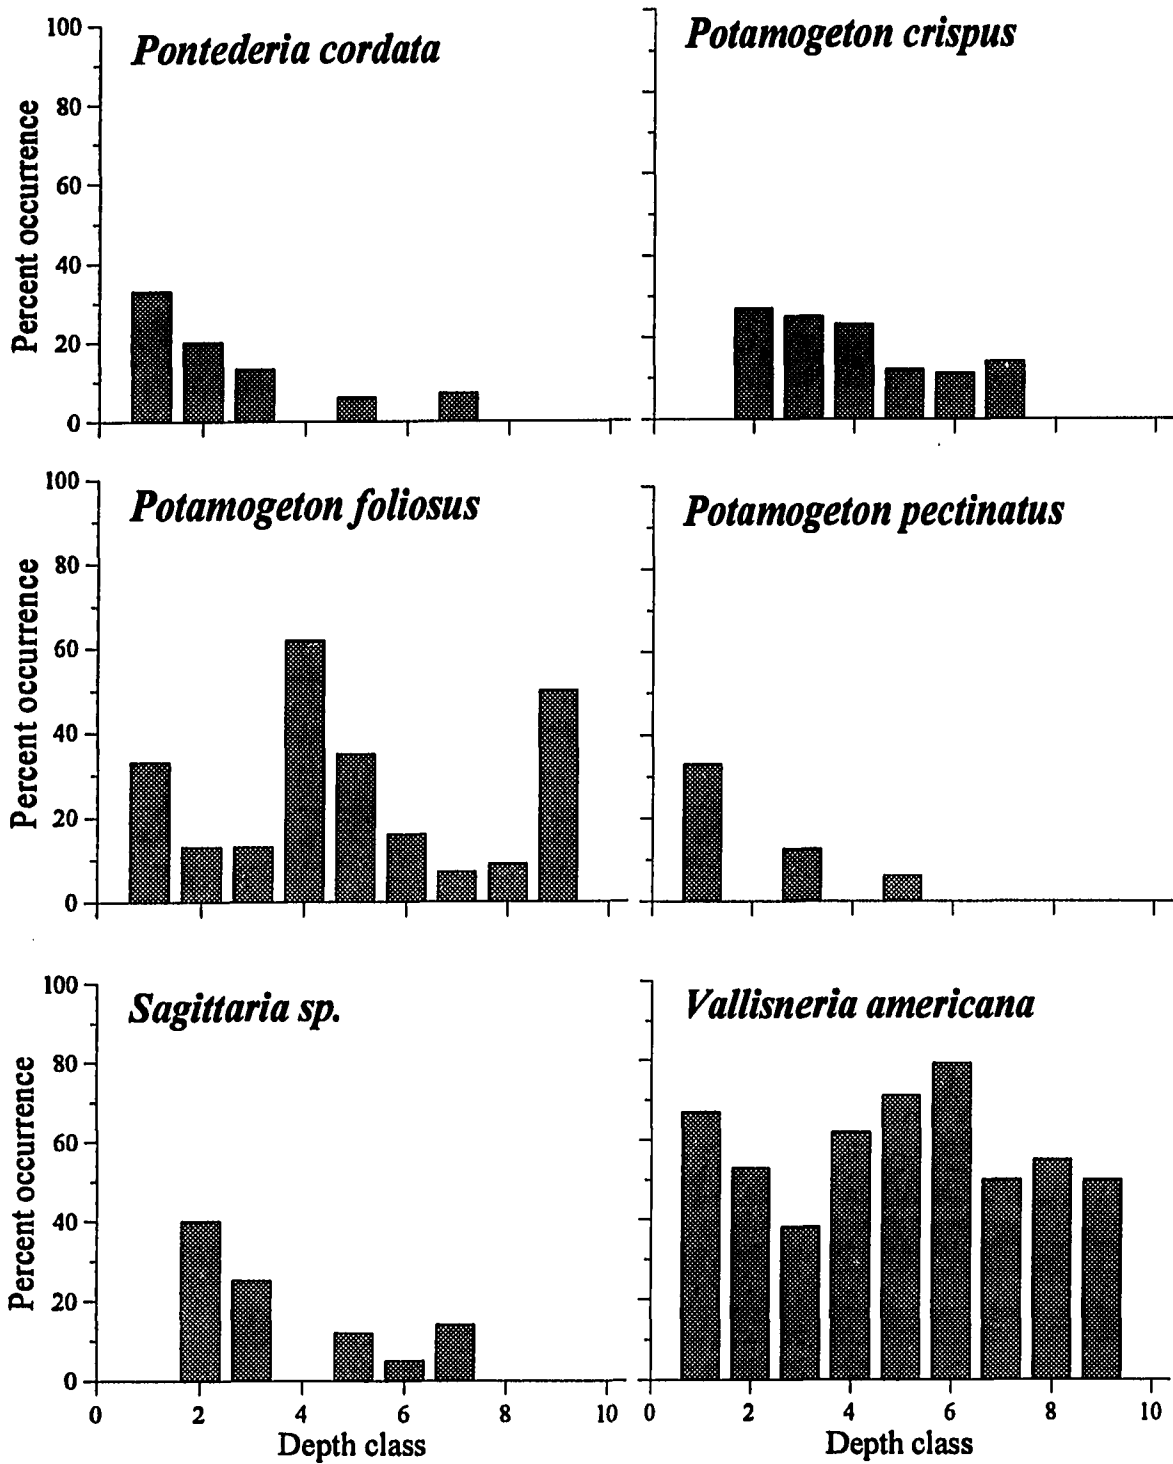 Pontederia cordata
Potamogeton crispus
100
80
60
40
20
0
Percent occurrence
Potamogeton foliosus
Potamogeton pectinatus
100
80
60
40
20
0
Percent occurrence
Sagittaria sp.
Vallisneria americana
100
80
60
40
20
0
Percent occurrence
0 2 4 6 8 10
0 2 4 6 8 10
Depth class
Depth class